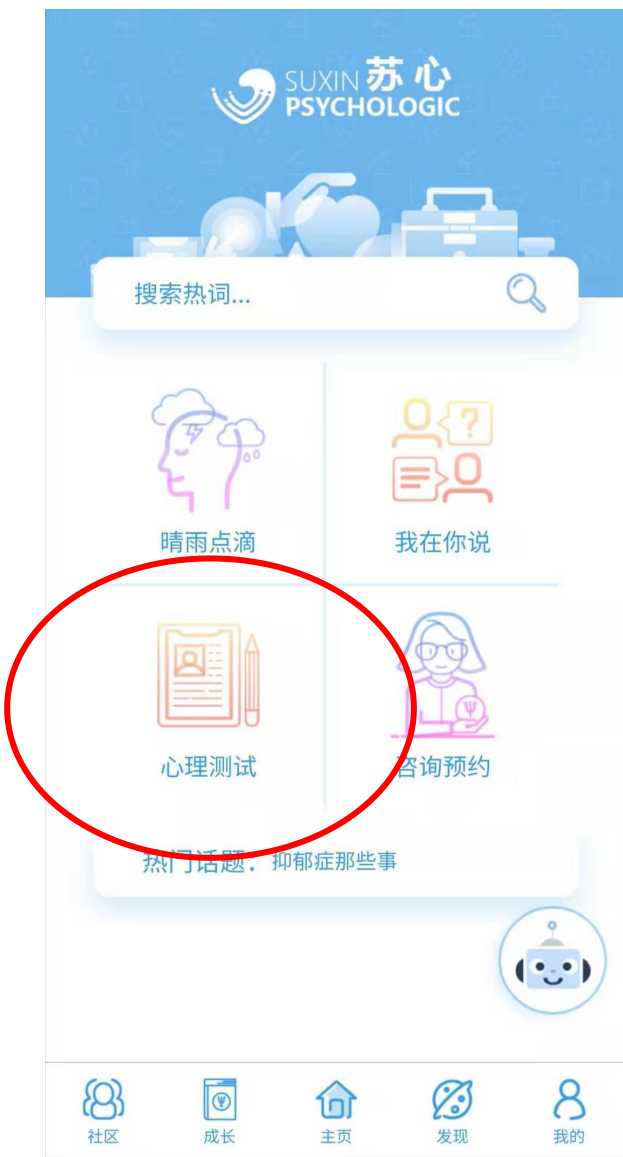 SUXIN 苏心
PSYCHOLOGIC
搜索热词...
?
晴雨点滴
我在你说
心理测试
咨询预约
热门话题：抑郁症那些事
社区
成长
主页
发现
我的